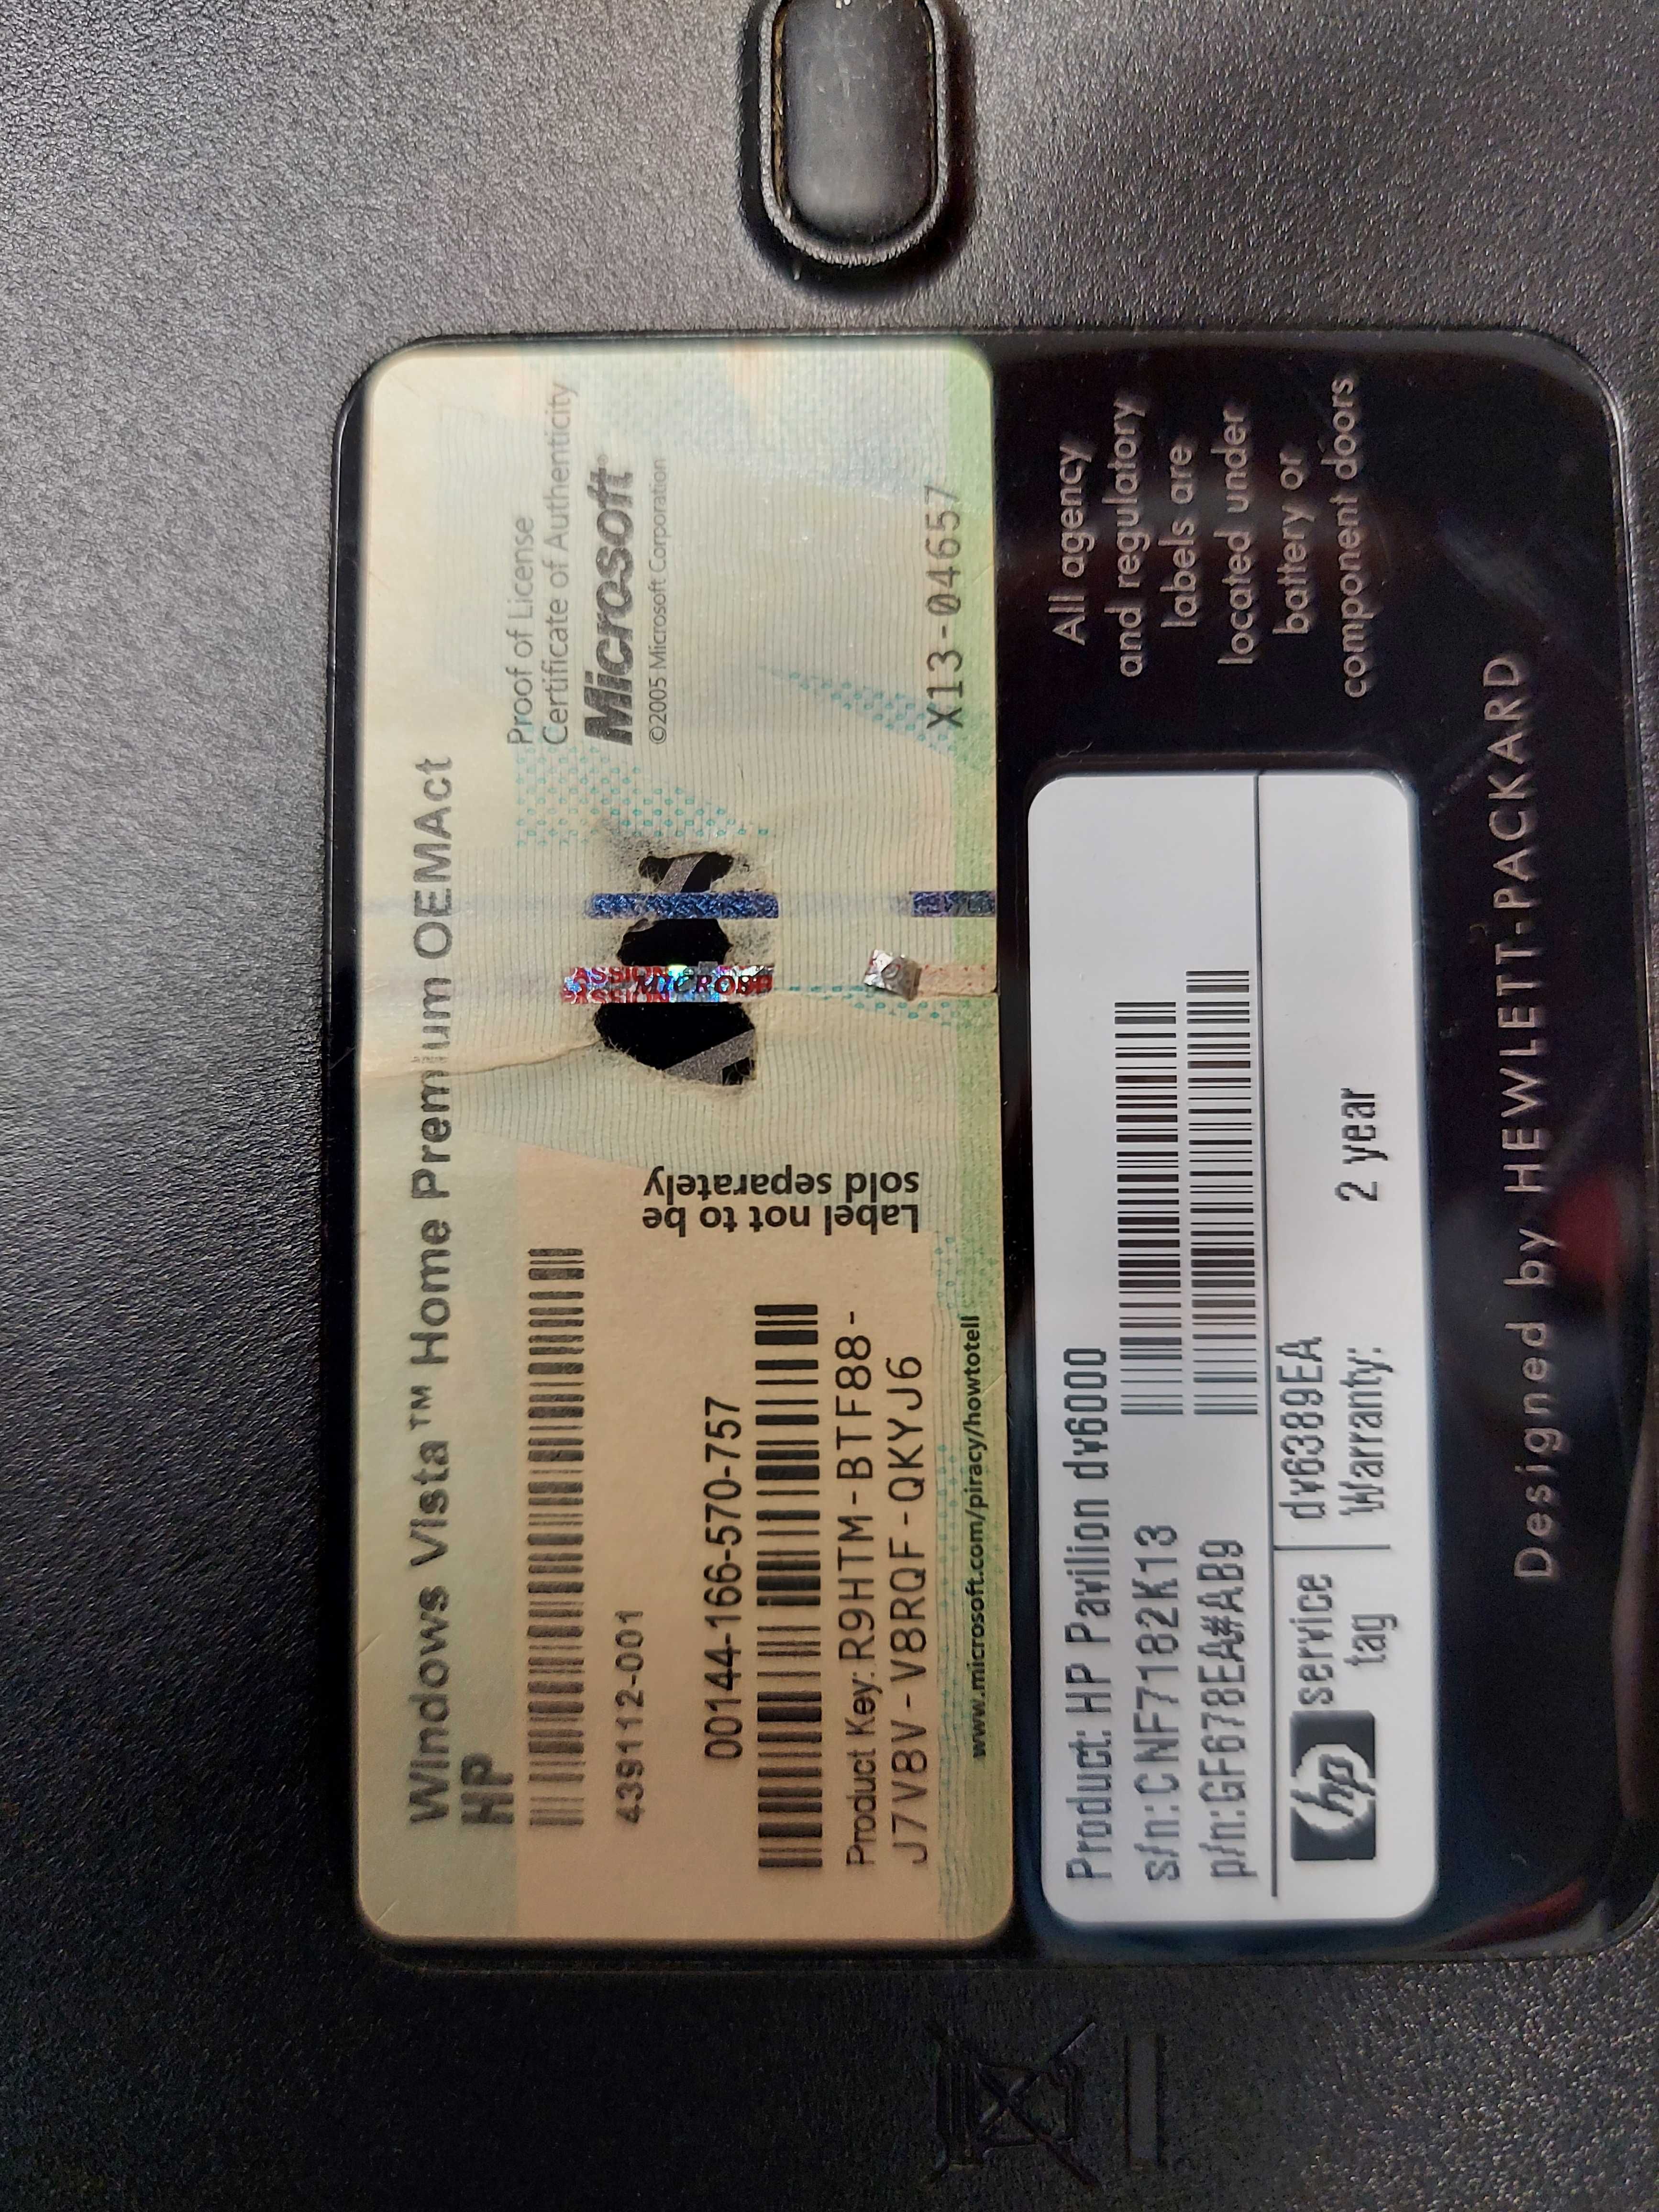 Windows Vista™ Home Premium OEMAct
HP
Proof of License
Certificate of Authenticity
Microsoft®
©2005 Microsoft Corporation
439112-001
00144-166-570-757
Product Key: R9HTM-BTF88-
J7V8V-V8RQF-QKYJ6
www.microsoft.com/piracy/howtotell
Label not to be
sold separately
X13-04657
MICROS
Product: HP Pavilion dv6000
s/n: CNF7182K13
p/n: GF678EA#AB9
hp
service
tag
dv6389EA
Warranty: 2 year
All agency
and regulatory
labels are
located under
battery or
component doors.
Designed by HEWLETT-PACKARD